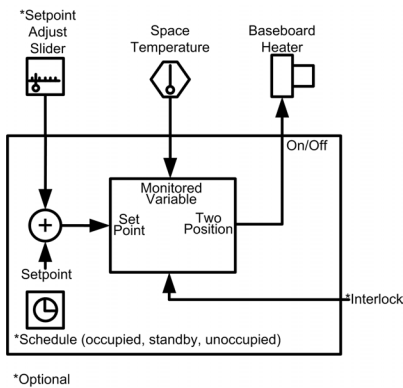 *Setpoint
Adjust
Slider
Space
Temperature
Baseboard
Heater
On/Off
Monitored
Variable
Set
Point
Two
Position
+
Setpoint
*Interlock
*Schedule (occupied, standby, unoccupied)
*Optional